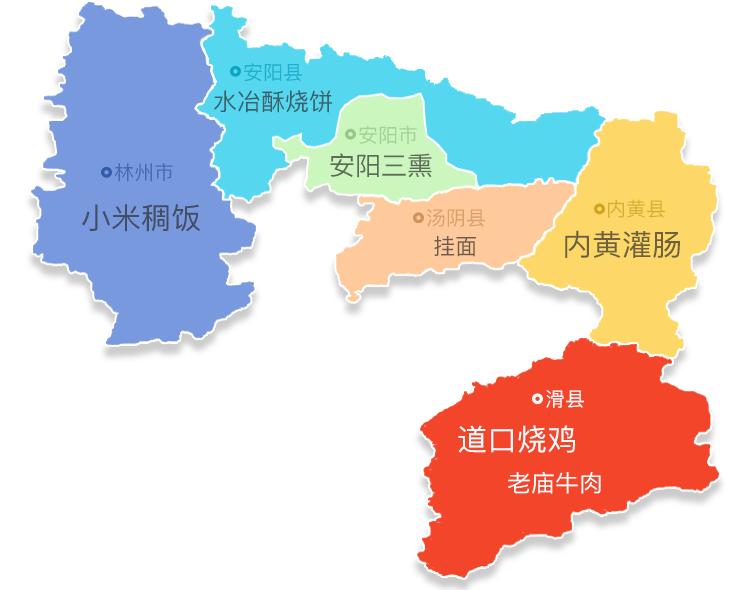 安阳县
水冶酥烧饼
安阳市
安阳三熏
林州市
小米稠饭
汤阴县
挂面
内黄县
内黄灌肠
滑县
道口烧鸡
老庙牛肉